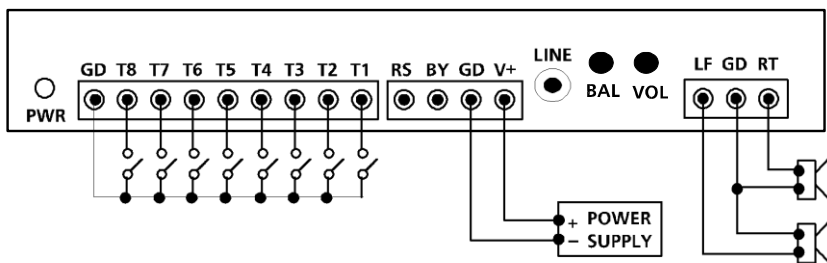 PWR
GD T8 T7 T6 T5 T4 T3 T2 T1
RS BY GD V+
LINE
BAL VOL
LF GD RT
+ POWER
− SUPPLY